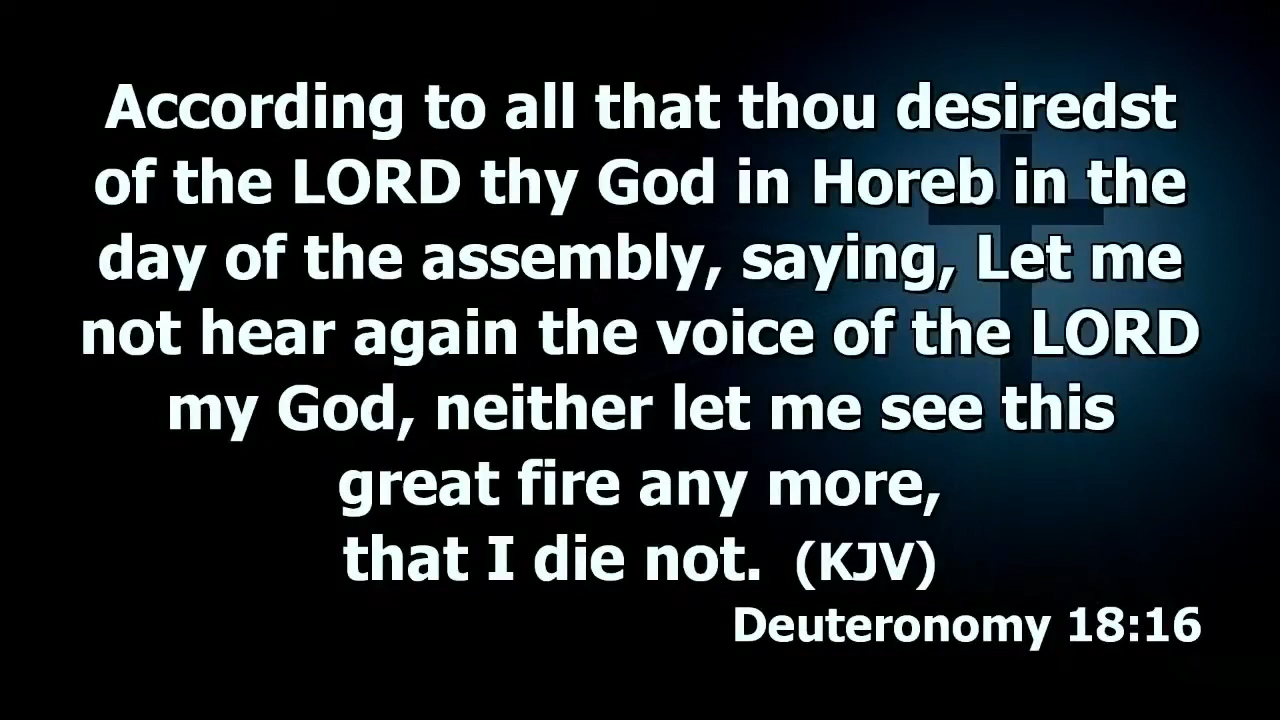 According to all that thou desiredst
of the LORD thy God in Horeb in the
day of the assembly, saying, Let me
not hear again the voice of the LORD
my God, neither let me see this
great fire any more,
that I die not. (KJV)
Deuteronomy 18:16